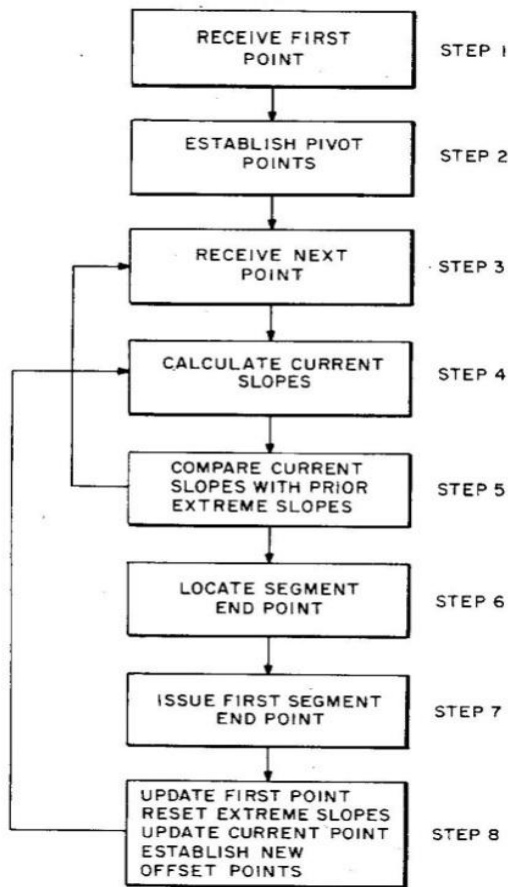 RECEIVE FIRST
POINT
STEP 1
ESTABLISH PIVOT
POINTS
STEP 2
RECEIVE NEXT
POINT
STEP 3
CALCULATE CURRENT
SLOPES
STEP 4
COMPARE CURRENT
SLOPES WITH PRIOR
EXTREME SLOPES
STEP 5
LOCATE SEGMENT
END POINT
STEP 6
ISSUE FIRST SEGMENT
END POINT
STEP 7
UPDATE FIRST POINT
RESET EXTREME SLOPES
UPDATE CURRENT POINT
ESTABLISH NEW
OFFSET POINTS
STEP 8